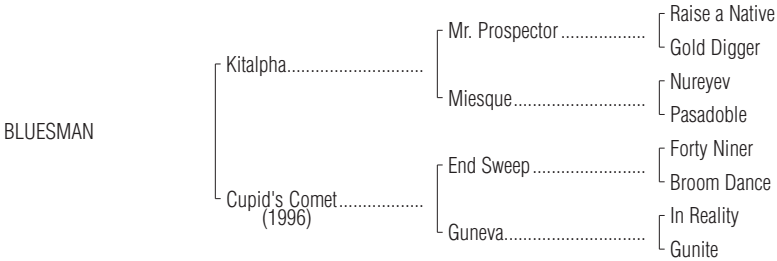 Raise a Native
Mr. Prospector....................
Gold Digger
Kitalpha.............................
Nureyev
Miesque............................
Pasadoble
BLUESMAN
Forty Niner
End Sweep........................
Broom Dance
Cupid's Comet..................
(1996)
In Reality
Guneva..............................
Gunite